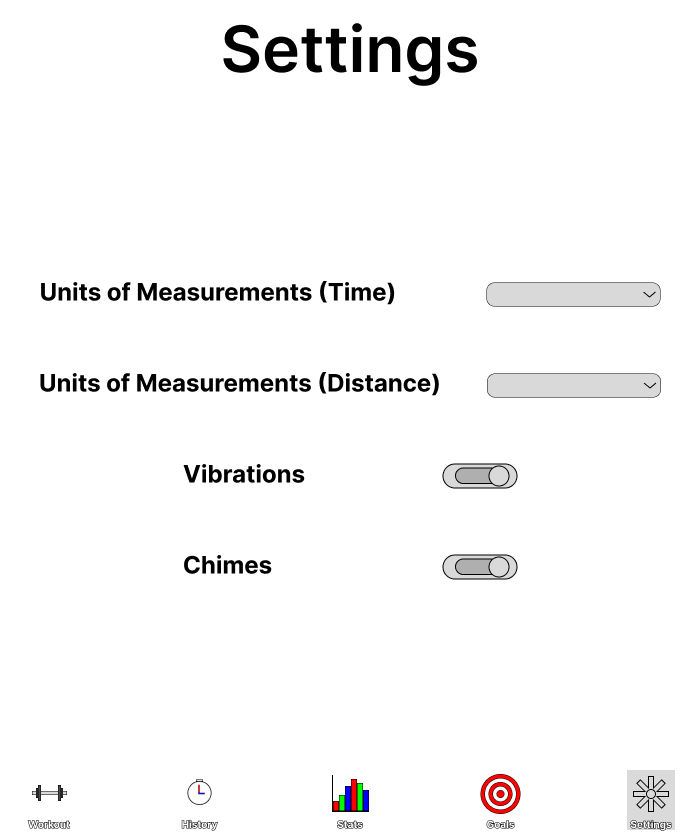 Settings
Units of Measurements (Time)
Units of Measurements (Distance)
Vibrations
Chimes
Workout
History
Stats
Goals
Settings